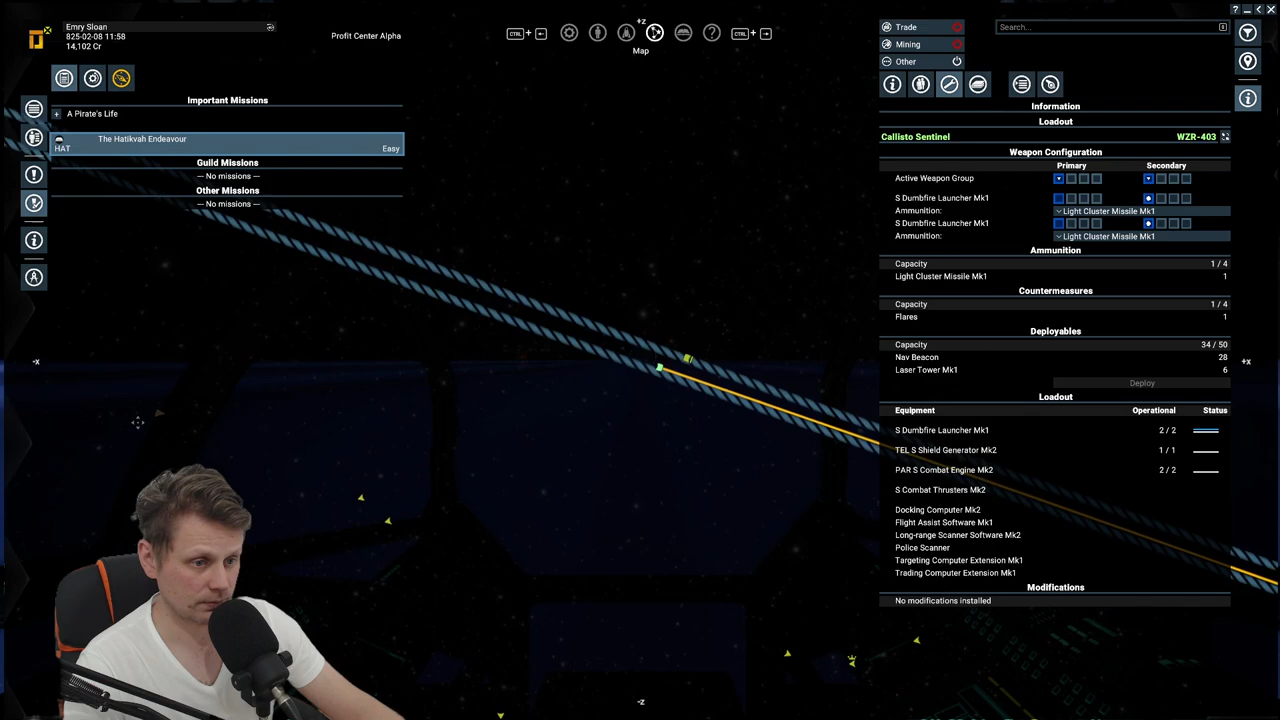 Emry Sloan
825-02-08 11:58
14,102 Cr
Profit Center Alpha
+z
CTRL +
CTRL +
Map
Important Missions
A Pirate's Life
The Hatikvah Endeavour
HAT Easy
Guild Missions
— No missions —
Other Missions
— No missions —
-x
+x
-z
Trade
Mining
Other
Search...
Information
Loadout
Callisto Sentinel WZR-403
Weapon Configuration
Primary Secondary
Active Weapon Group
S Dumbfire Launcher Mk1
Ammunition: Light Cluster Missile Mk1
S Dumbfire Launcher Mk1
Ammunition: Light Cluster Missile Mk1
Ammunition
Capacity 1 / 4
Light Cluster Missile Mk1 1
Countermeasures
Capacity 1 / 4
Flares 1
Deployables
Capacity 34 / 50
Nav Beacon 28
Laser Tower Mk1 6
Deploy
Loadout
Equipment Operational Status
S Dumbfire Launcher Mk1 2 / 2
TEL S Shield Generator Mk2 1 / 1
PAR S Combat Engine Mk2 2 / 2
S Combat Thrusters Mk2
Docking Computer Mk2
Flight Assist Software Mk1
Long-range Scanner Software Mk2
Police Scanner
Targeting Computer Extension Mk1
Trading Computer Extension Mk1
Modifications
No modifications installed